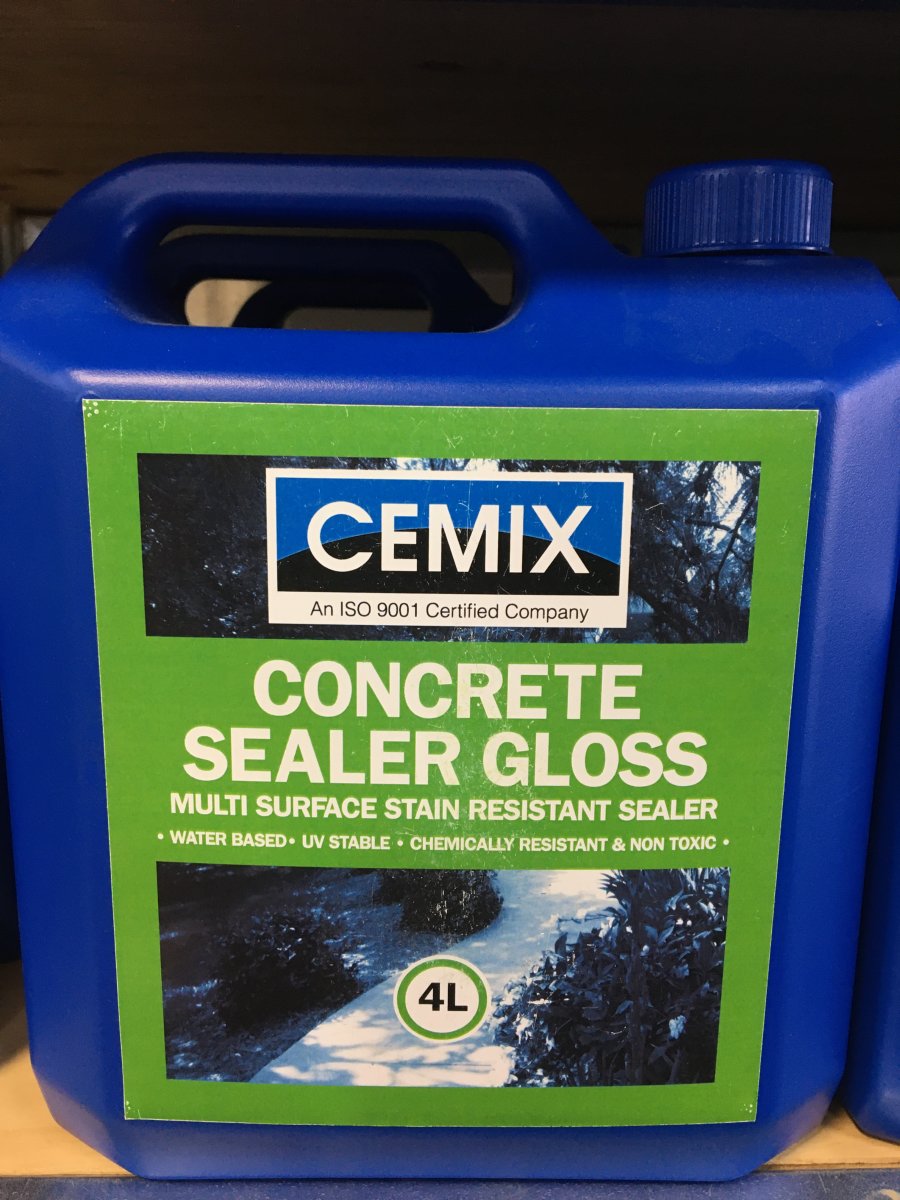 CEMIX
An ISO 9001 Certified Company
CONCRETE
SEALER GLOSS
MULTI SURFACE STAIN RESISTANT SEALER
• WATER BASED • UV STABLE • CHEMICALLY RESISTANT & NON TOXIC •
4L